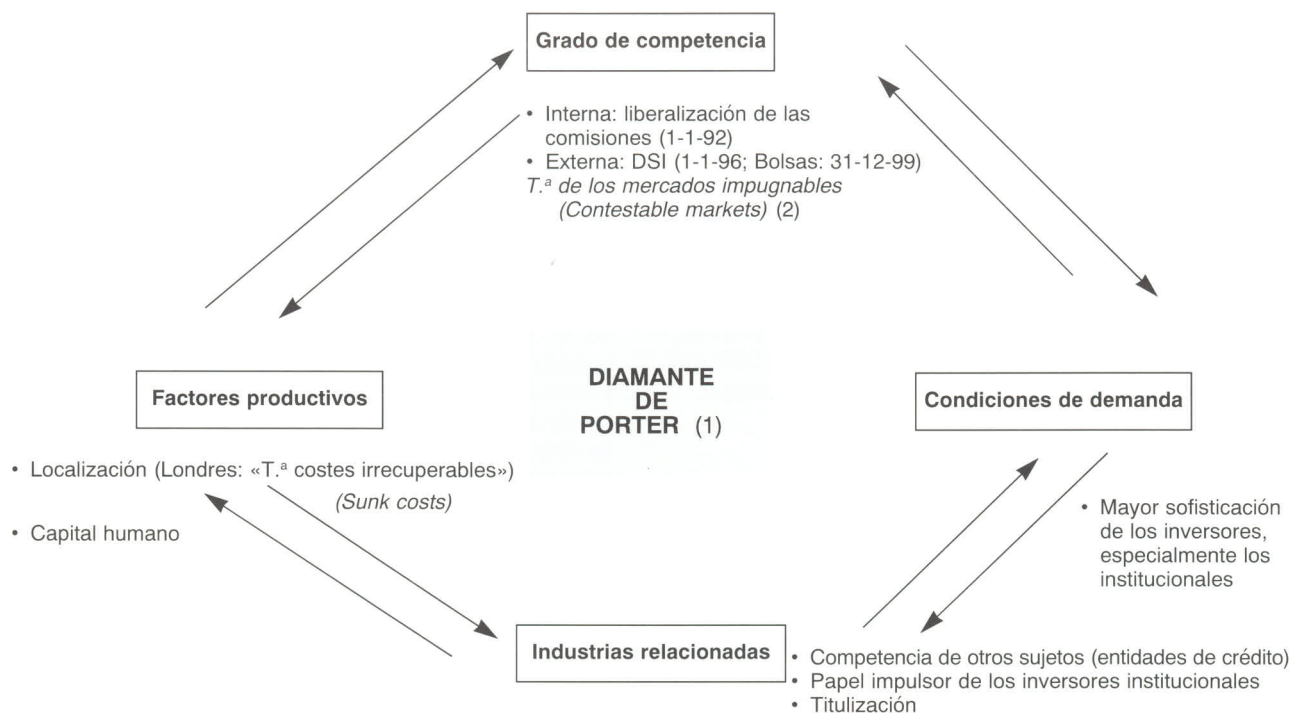 Grado de competencia
• Interna: liberalización de las
comisiones (1-1-92)
• Externa: DSI (1-1-96; Bolsas: 31-12-99)
T.ª de los mercados impugnables
(Contestable markets) (2)
Factores productivos
• Localización (Londres: «T.ª costes irrecuperables»)
(Sunk costs)
• Capital humano
DIAMANTE
DE
PORTER (1)
Condiciones de demanda
• Mayor sofisticación
de los inversores,
especialmente los
institucionales
Industrias relacionadas
• Competencia de otros sujetos (entidades de crédito)
• Papel impulsor de los inversores institucionales
• Titulización